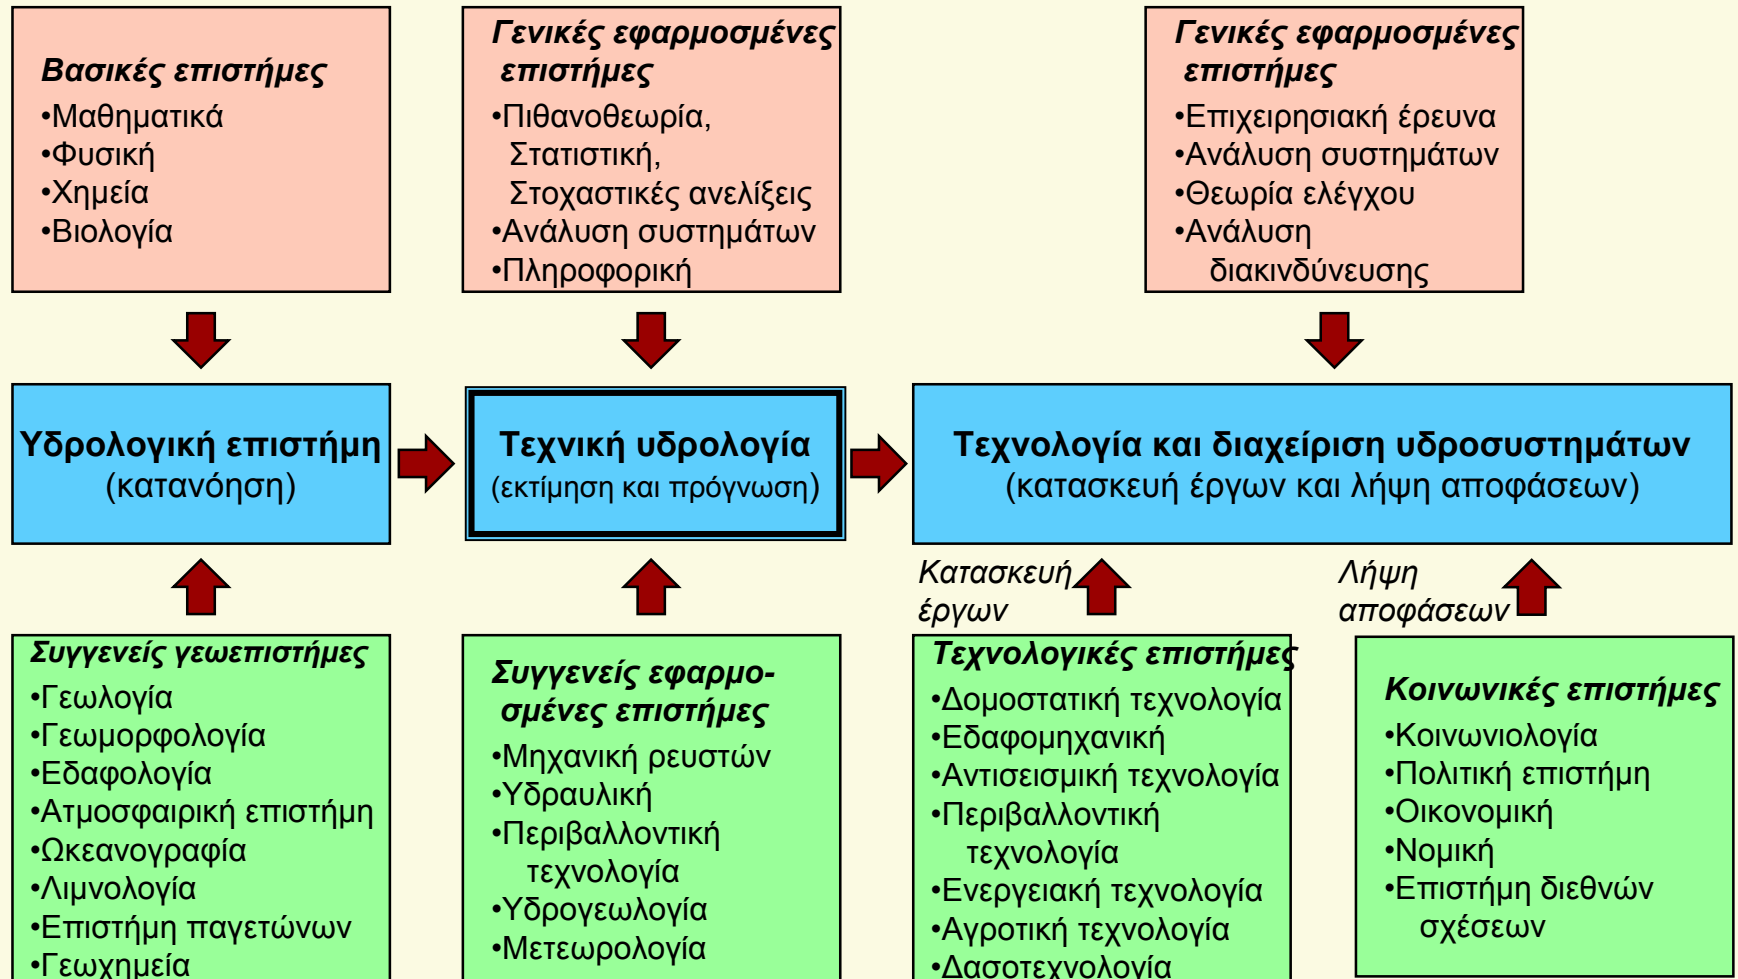 Βασικές επιστήμες
•Μαθηματικά
•Φυσική
•Χημεία
•Βιολογία
Γενικές εφαρμοσμένες
επιστήμες
•Πιθανοθεωρία,
Στατιστική,
Στοχαστικές ανελίξεις
•Ανάλυση συστημάτων
•Πληροφορική
Γενικές εφαρμοσμένες
επιστήμες
•Επιχειρησιακή έρευνα
•Ανάλυση συστημάτων
•Θεωρία ελέγχου
•Ανάλυση
διακινδύνευσης
Υδρολογική επιστήμη
(κατανόηση)
Τεχνική υδρολογία
(εκτίμηση και πρόγνωση)
Τεχνολογία και διαχείριση υδροσυστημάτων
(κατασκευή έργων και λήψη αποφάσεων)
Κατασκευή
έργων
Λήψη
αποφάσεων
Συγγενείς γεωεπιστήμες
•Γεωλογία
•Γεωμορφολογία
•Εδαφολογία
•Ατμοσφαιρική επιστήμη
•Ωκεανογραφία
•Λιμνολογία
•Επιστήμη παγετώνων
•Γεωχημεία
Συγγενείς εφαρμο-
σμένες επιστήμες
•Μηχανική ρευστών
•Υδραυλική
•Περιβαλλοντική
τεχνολογία
•Υδρογεωλογία
•Μετεωρολογία
Τεχνολογικές επιστήμες
•Δομοστατική τεχνολογία
•Εδαφομηχανική
•Αντισεισμική τεχνολογία
•Περιβαλλοντική
τεχνολογία
•Ενεργειακή τεχνολογία
•Αγροτική τεχνολογία
•Δασοτεχνολογία
Κοινωνικές επιστήμες
•Κοινωνιολογία
•Πολιτική επιστήμη
•Οικονομική
•Νομική
•Επιστήμη διεθνών
σχέσεων